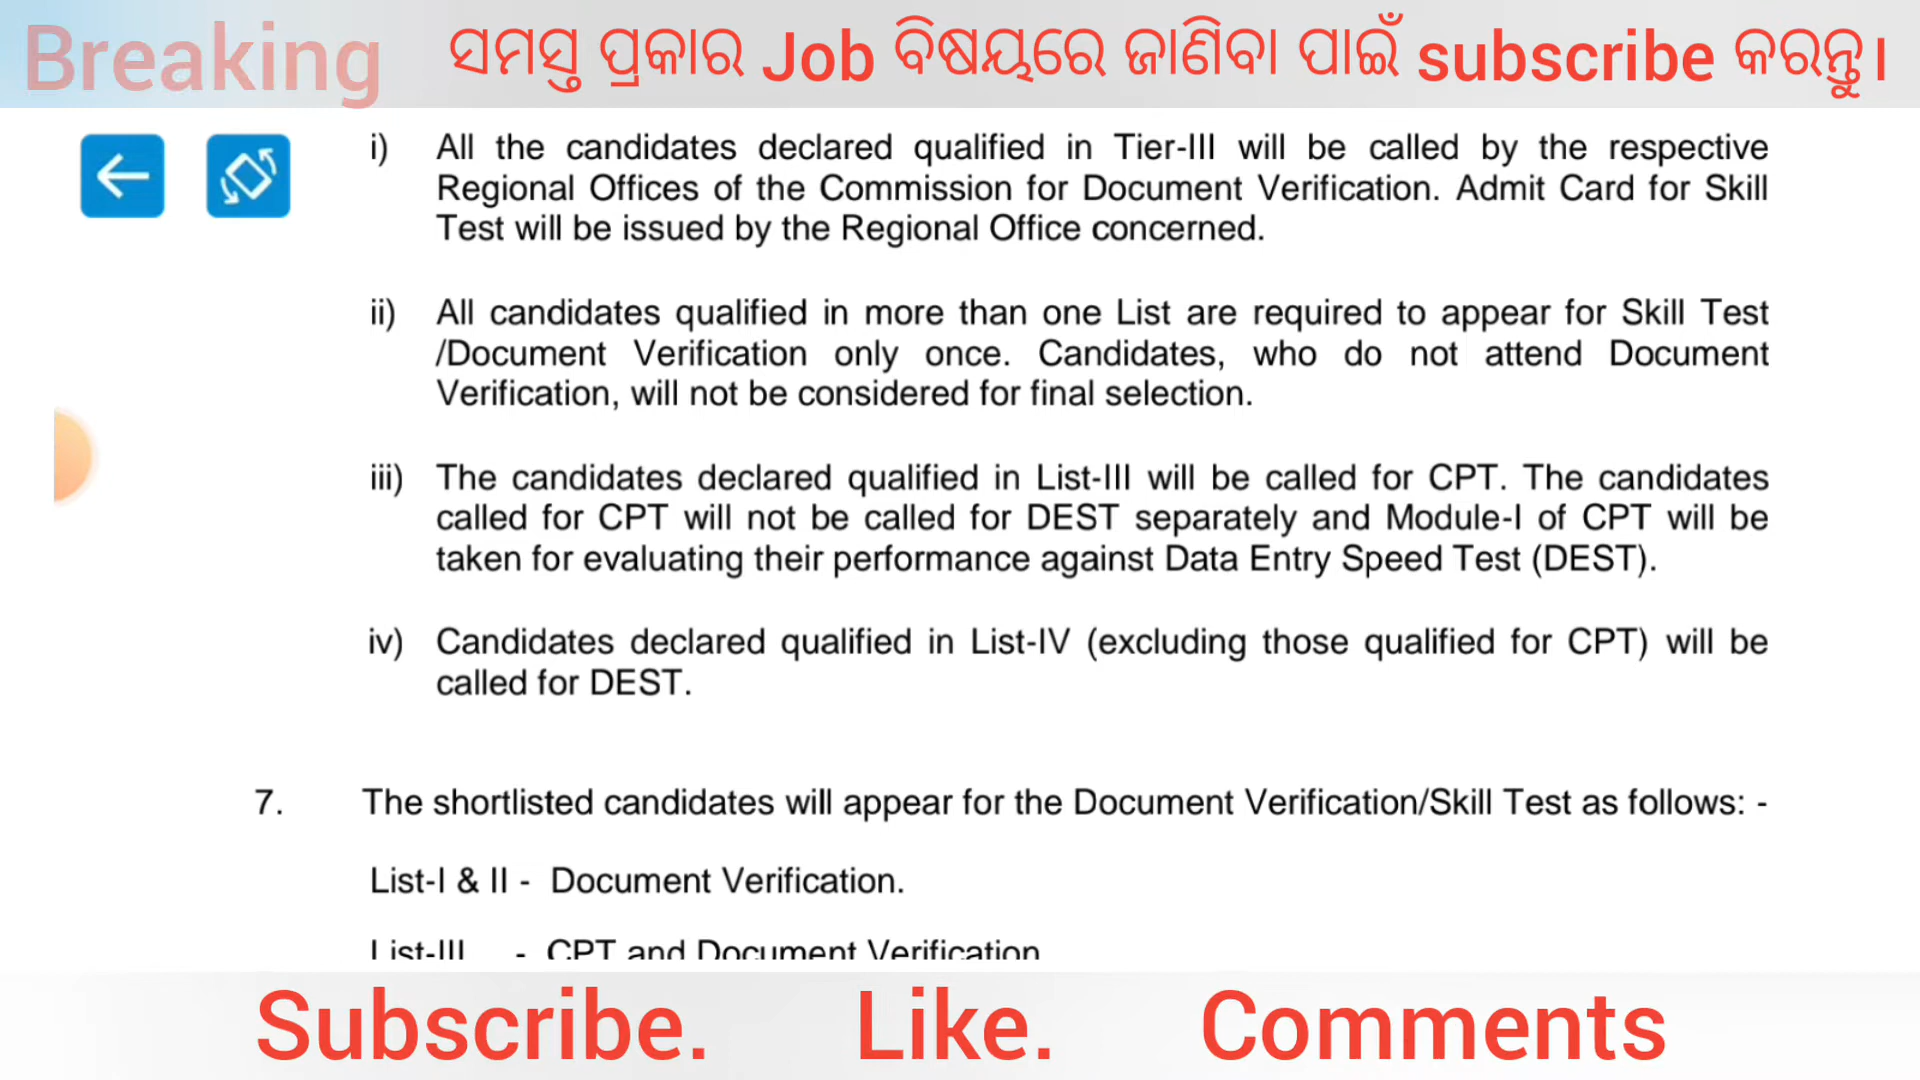 Breaking
ସମସ୍ତ ପ୍ରକାର Job ବିଷୟରେ ଜାଣିବା ପାଇଁ subscribe କରନ୍ତୁ।
i) All the candidates declared qualified in Tier-III will be called by the respective
Regional Offices of the Commission for Document Verification. Admit Card for Skill
Test will be issued by the Regional Office concerned.
ii) All candidates qualified in more than one List are required to appear for Skill Test
/Document Verification only once. Candidates, who do not attend Document
Verification, will not be considered for final selection.
iii) The candidates declared qualified in List-III will be called for CPT. The candidates
called for CPT will not be called for DEST separately and Module-I of CPT will be
taken for evaluating their performance against Data Entry Speed Test (DEST).
iv) Candidates declared qualified in List-IV (excluding those qualified for CPT) will be
called for DEST.
7. The shortlisted candidates will appear for the Document Verification/Skill Test as follows: -
List-I & II - Document Verification.
List-III - CPT and Document Verification
Subscribe. Like. Comments